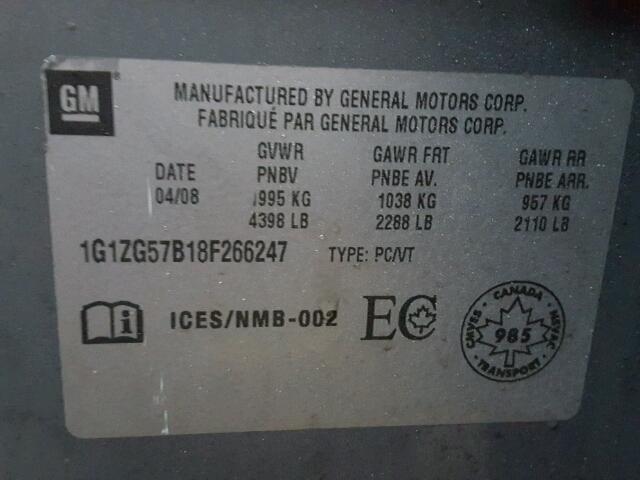 GM
MANUFACTURED BY GENERAL MOTORS CORP.
FABRIQUÉ PAR GENERAL MOTORS CORP.
GVWR GAWR FRT GAWR RR
DATE PNBV PNBE AV. PNBE ARR.
04/08 1995 KG 1038 KG 957 KG
4398 LB 2288 LB 2110 LB
1G1ZG57B18F266247 TYPE: PC/VT
i ICES/NMB-002 EC
CANADA
CMVSS 985 NSVAC
TRANSPORT